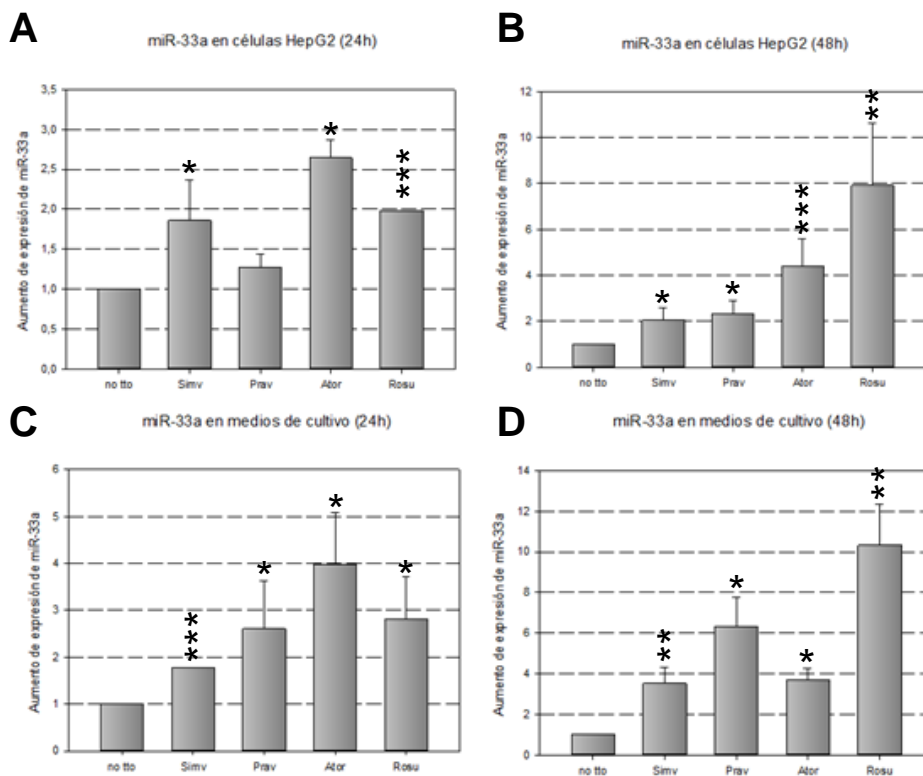 A
miR-33a en células HepG2 (24h)
Aumento de expresión de miR-33a
3,5
3,0
2,5
2,0
1,5
1,0
0,5
0,0
*
*
***
no tto Simv Prav Ator Rosu
B
miR-33a en células HepG2 (48h)
Aumento de expresión de miR-33a
12
10
8
6
4
2
0
*
*
***
**
no tto Simv Prav Ator Rosu
C
miR-33a en medios de cultivo (24h)
Aumento de expresión de miR-33a
6
5
4
3
2
1
0
***
*
*
*
no tto Simv Prav Ator Rosu
D
miR-33a en medios de cultivo (48h)
Aumento de expresión de miR-33a
14
12
10
8
6
4
2
0
**
*
*
**
no tto Simv Prav Ator Rosu